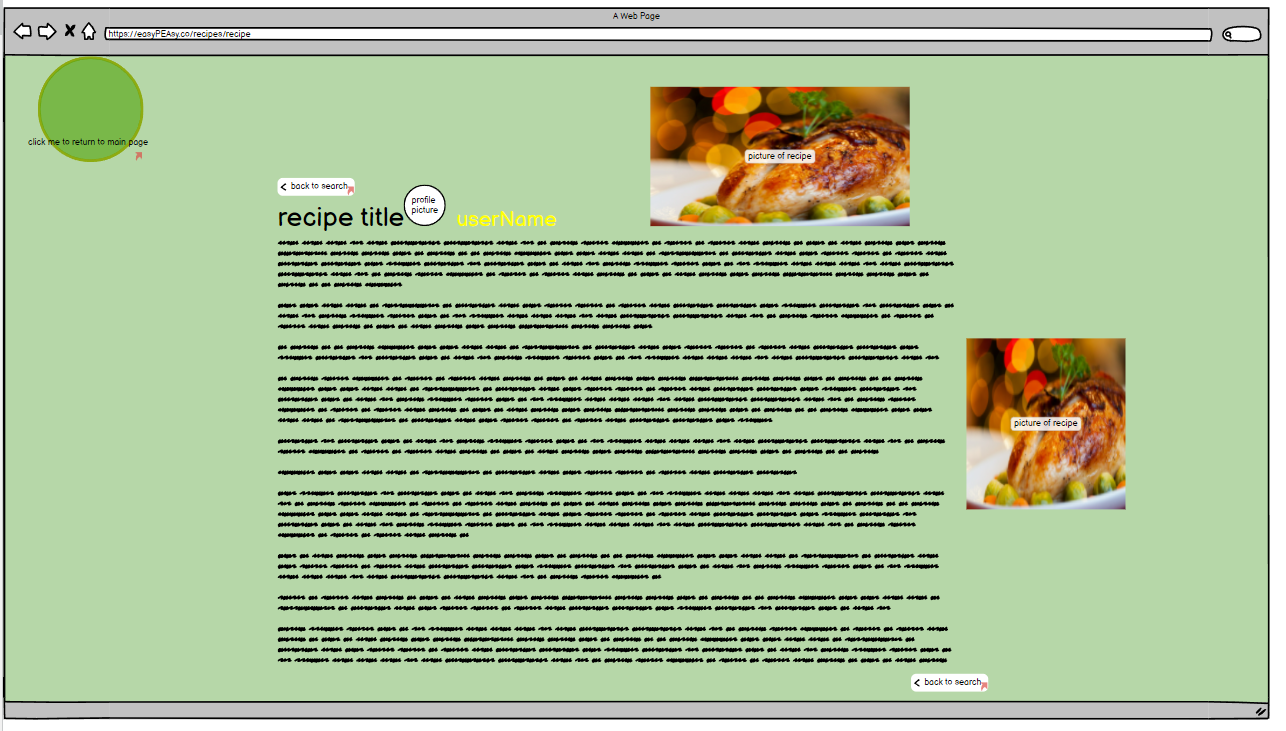 A Web Page
https://easyPEAsy.co/recipes/recipe
click me to return to main page
picture of recipe
back to search
profile
picture
recipe title
userName
picture of recipe
back to search